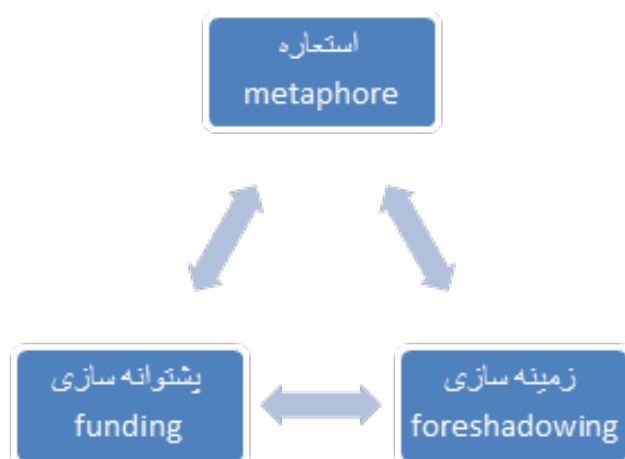 استعاره
metaphore
پشتوانه سازی
funding
زمینه سازی
foreshadowing